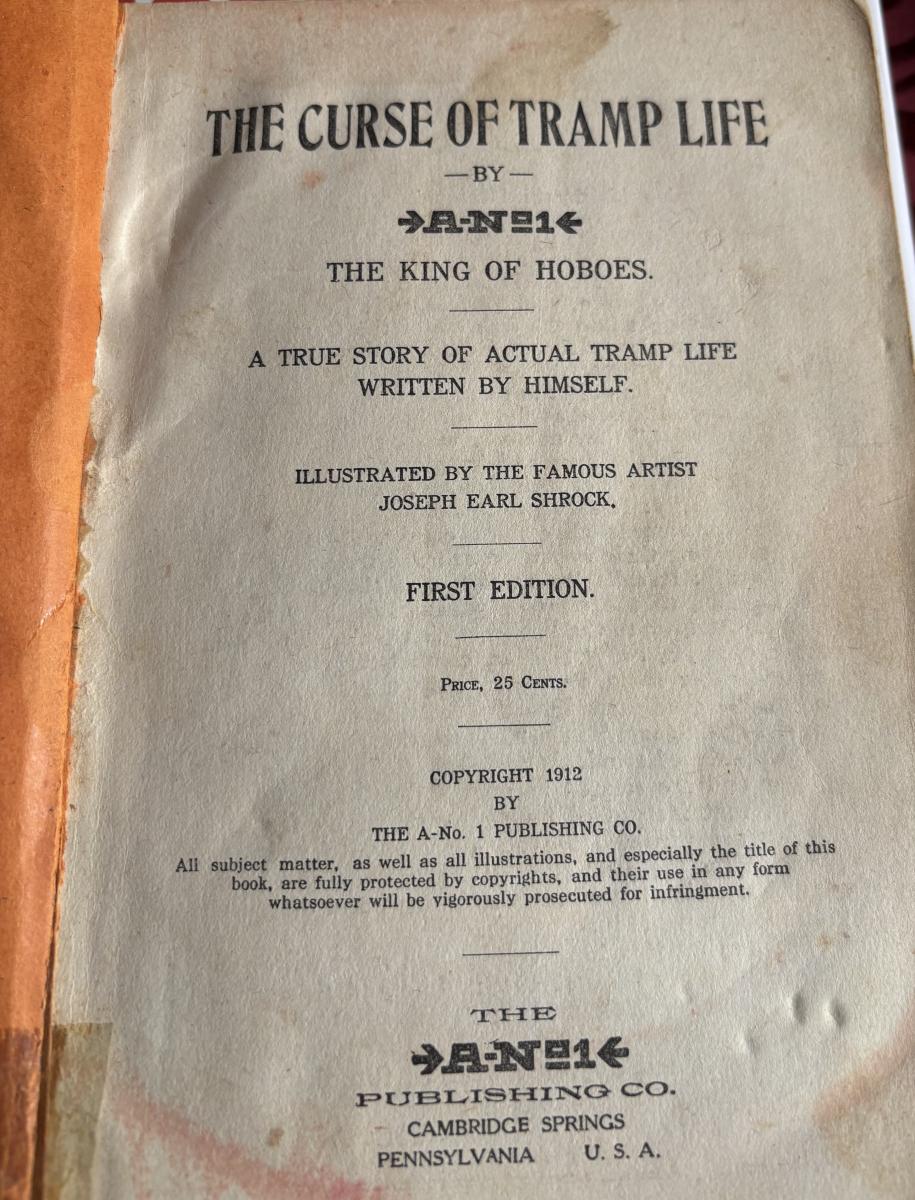 THE CURSE OF TRAMP LIFE
—BY—
→A-No1←
THE KING OF HOBOES.
A TRUE STORY OF ACTUAL TRAMP LIFE
WRITTEN BY HIMSELF.
ILLUSTRATED BY THE FAMOUS ARTIST
JOSEPH EARL SHROCK.
FIRST EDITION.
PRICE, 25 CENTS.
COPYRIGHT 1912
BY
THE A-No. 1 PUBLISHING CO.
All subject matter, as well as all illustrations, and especially the title of this
book, are fully protected by copyrights, and their use in any form
whatsoever will be vigorously prosecuted for infringment.
THE
→A-No1←
PUBLISHING CO.
CAMBRIDGE SPRINGS
PENNSYLVANIA U. S. A.